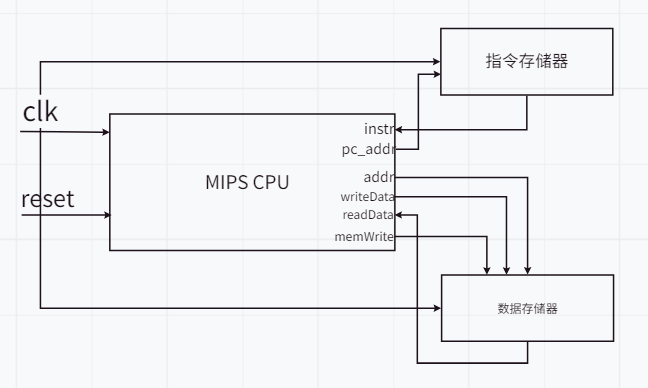 指令存储器
clk
instr
pc_addr
MIPS CPU
addr
writeData
reset
readData
memWrite
数据存储器